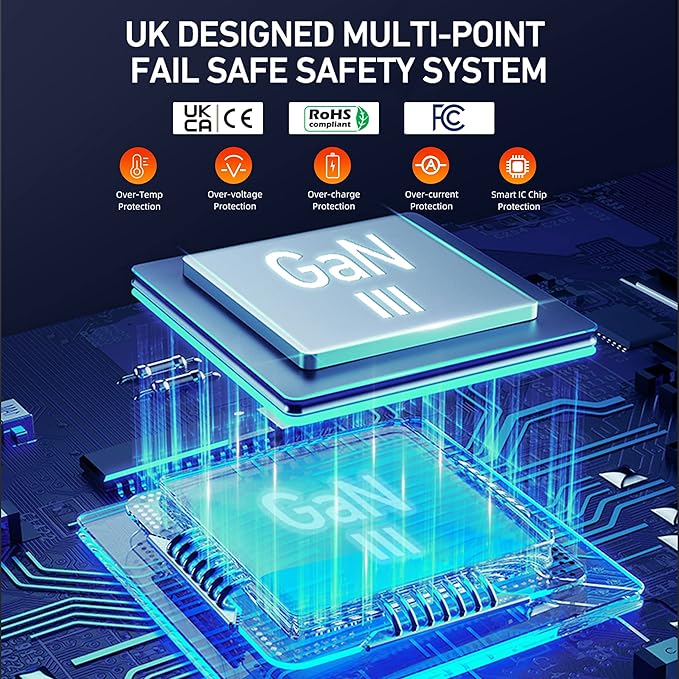 UK DESIGNED MULTI-POINT
FAIL SAFE SAFETY SYSTEM
UK
CA
CE
RoHS
compliant
FC
Over-Temp
Protection
Over-voltage
Protection
Over-charge
Protection
Over-current
Protection
Smart IC Chip
Protection
A
GaN
III
GaN
III